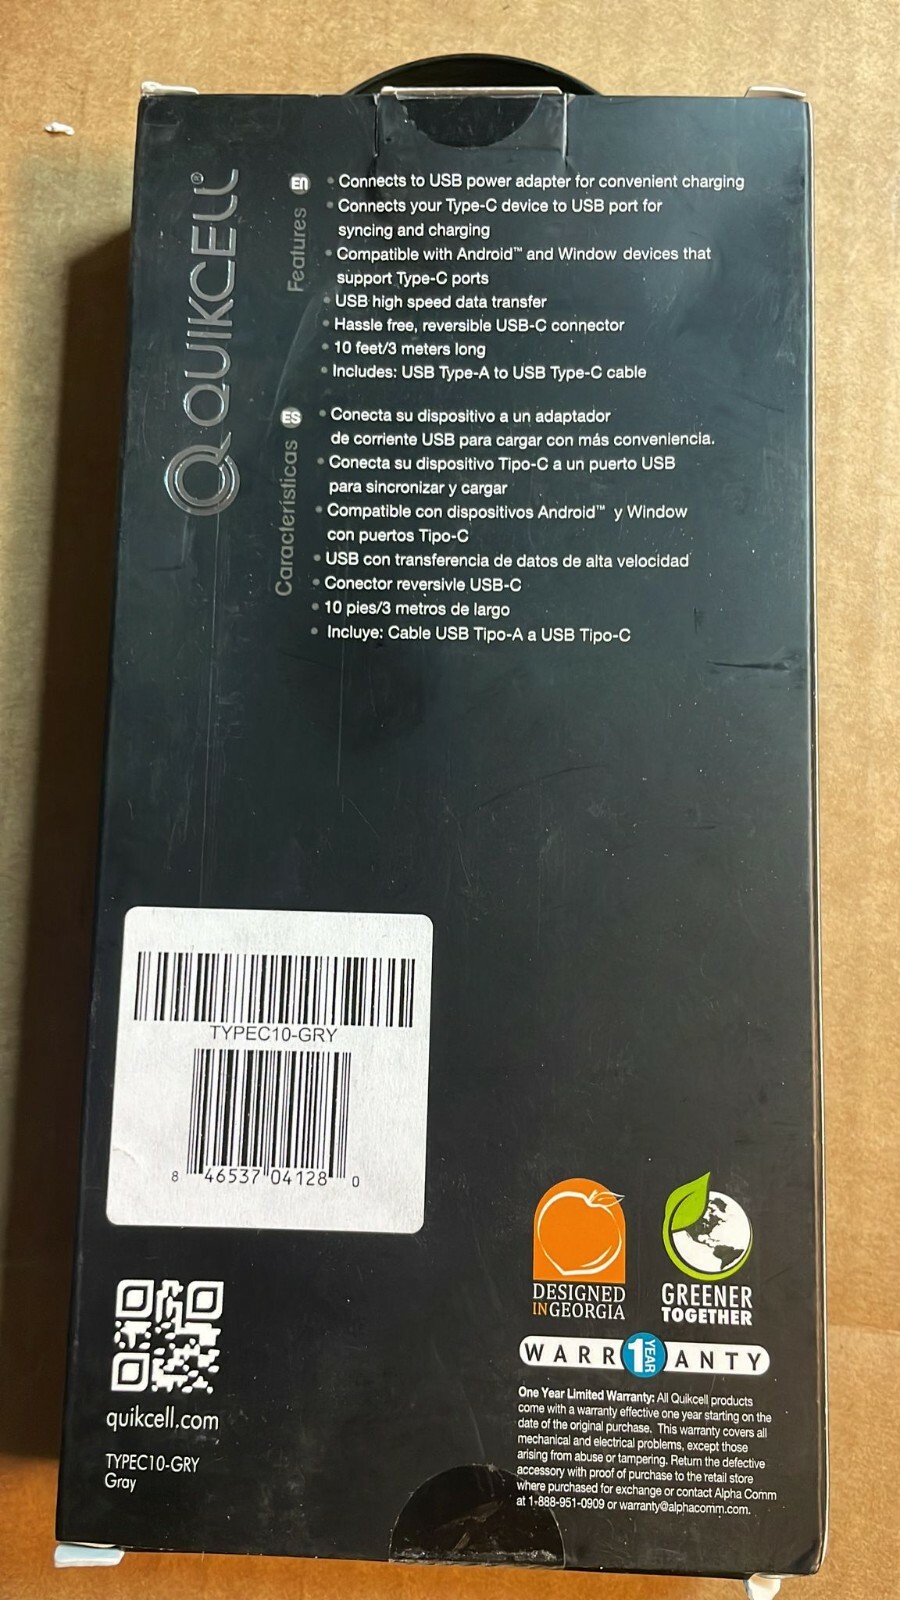 QUIKCELL®
Features
En
• Connects to USB power adapter for convenient charging
• Connects your Type-C device to USB port for
syncing and charging
• Compatible with Android™ and Window devices that
support Type-C ports
• USB high speed data transfer
• Hassle free, reversible USB-C connector
• 10 feet/3 meters long
• Includes: USB Type-A to USB Type-C cable
Características
ES
• Conecta su dispositivo a un adaptador
de corriente USB para cargar con más conveniencia.
• Conecta su dispositivo Tipo-C a un puerto USB
para sincronizar y cargar
• Compatible con dispositivos Android™ y Window
con puertos Tipo-C
• USB con transferencia de datos de alta velocidad
• Conector reversivle USB-C
• 10 pies/3 metros de largo
• Incluye: Cable USB Tipo-A a USB Tipo-C
TYPEC10-GRY
8 46537 04128 0
quikcell.com
TYPEC10-GRY
Gray
DESIGNED
IN GEORGIA
GREENER
TOGETHER
WARR 1 YEAR ANTY
One Year Limited Warranty: All Quikcell products
come with a warranty effective one year starting on the
date of the original purchase. This warranty covers all
mechanical and electrical problems, except those
arising from abuse or tampering. Return the defective
accessory with proof of purchase to the retail store
where purchased for exchange or contact Alpha Comm
at 1-888-951-0909 or warranty@alphacomm.com.